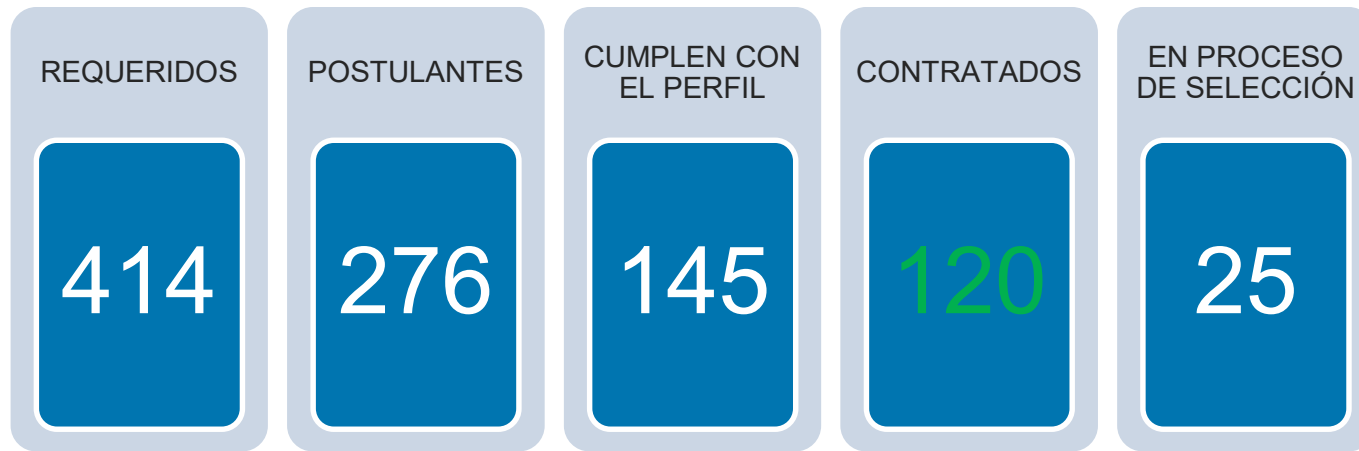 REQUERIDOS
414
POSTULANTES
276
CUMPLEN CON
EL PERFIL
145
CONTRATADOS
120
EN PROCESO
DE SELECCIÓN
25